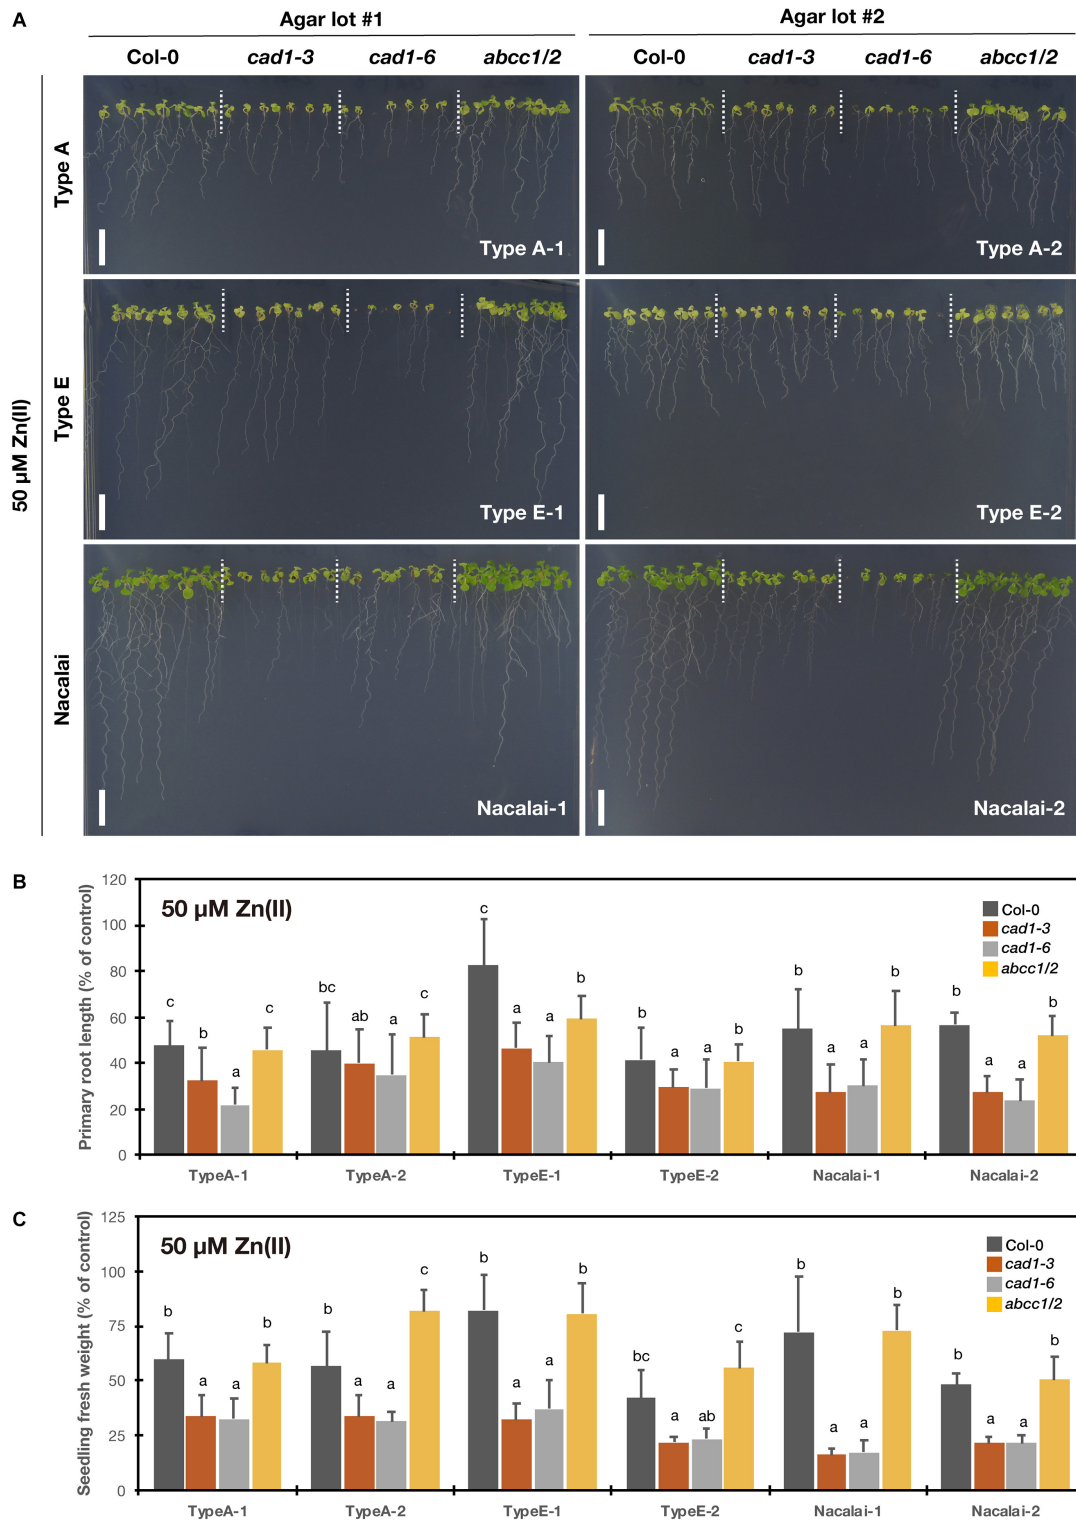 A
Agar lot #1
Agar lot #2
Col-0 cad1-3 cad1-6 abcc1/2
Col-0 cad1-3 cad1-6 abcc1/2
50 µM Zn(II)
Type A
Type A-1
Type A-2
Type E
Type E-1
Type E-2
Nacalai
Nacalai-1
Nacalai-2
B
Primary root length (% of control)
120
100
80
60
40
20
0
50 µM Zn(II)
Col-0
cad1-3
cad1-6
abcc1/2
c b a c
bc ab a c
c a a b
b a a b
b a a b
b a a b
TypeA-1 TypeA-2 TypeE-1 TypeE-2 Nacalai-1 Nacalai-2
C
Seedling fresh weight (% of control)
125
100
75
50
25
0
50 µM Zn(II)
Col-0
cad1-3
cad1-6
abcc1/2
b a a b
b a a c
b a a b
bc a ab c
b a a b
b a a b
TypeA-1 TypeA-2 TypeE-1 TypeE-2 Nacalai-1 Nacalai-2